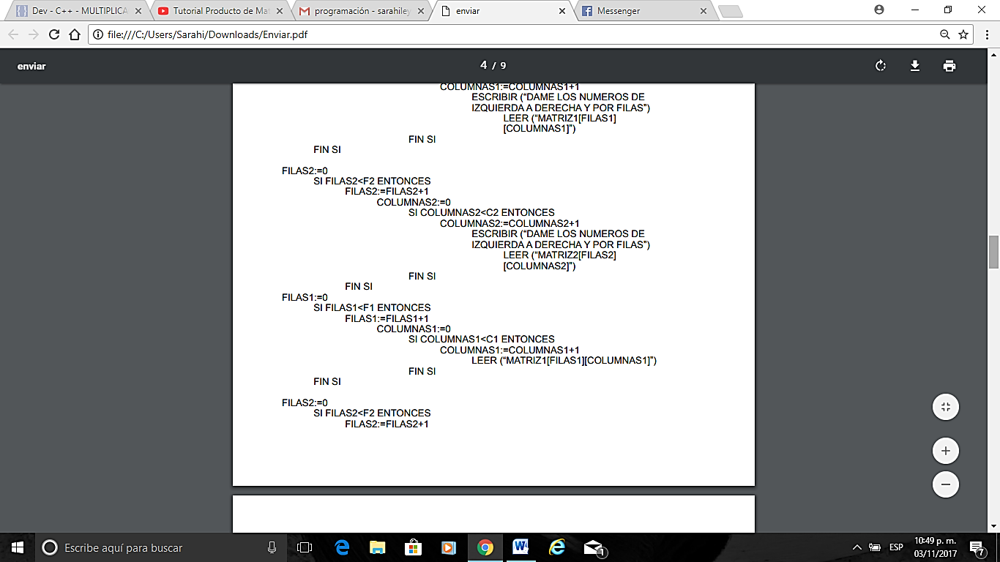 Dev - C++ - MULTIPLICA
Tutorial Producto de Mat
programación - sarahiley
enviar
Messenger
file:///C:/Users/Sarahi/Downloads/Enviar.pdf
enviar
4 / 9
COLUMNAS1:=COLUMNAS1+1
ESCRIBIR (“DAME LOS NUMEROS DE
IZQUIERDA A DERECHA Y POR FILAS”)
LEER (“MATRIZ1[FILAS1]
[COLUMNAS1]”)
FIN SI
FIN SI
FILAS2:=0
SI FILAS2<F2 ENTONCES
FILAS2:=FILAS2+1
COLUMNAS2:=0
SI COLUMNAS2<C2 ENTONCES
COLUMNAS2:=COLUMNAS2+1
ESCRIBIR (“DAME LOS NUMEROS DE
IZQUIERDA A DERECHA Y POR FILAS”)
LEER (“MATRIZ2[FILAS2]
[COLUMNAS2]”)
FIN SI
FIN SI
FILAS1:=0
SI FILAS1<F1 ENTONCES
FILAS1:=FILAS1+1
COLUMNAS1:=0
SI COLUMNAS1<C1 ENTONCES
COLUMNAS1:=COLUMNAS1+1
LEER (“MATRIZ1[FILAS1][COLUMNAS1]”)
FIN SI
FIN SI
FILAS2:=0
SI FILAS2<F2 ENTONCES
FILAS2:=FILAS2+1
Escribe aquí para buscar
1
ESP
10:49 p. m.
03/11/2017
7